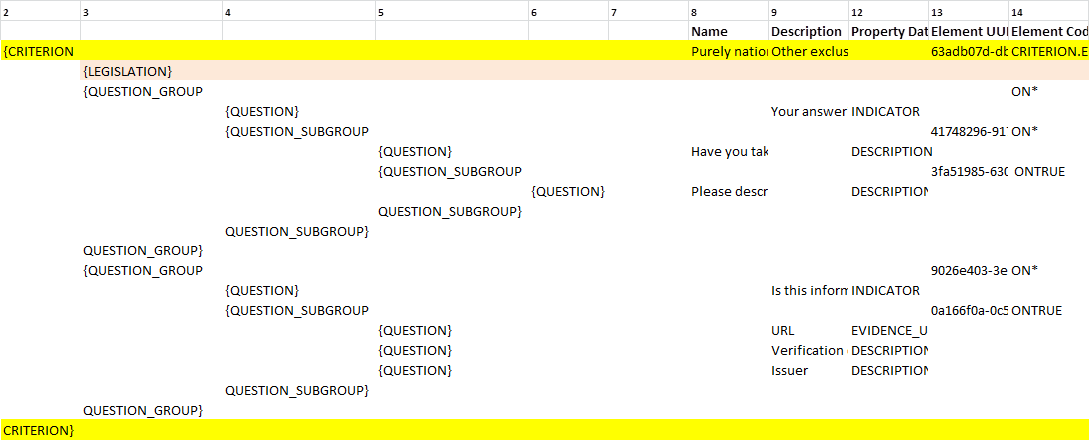 2 3 4 5 6 7 8 9 12 13 14
Name Description Property Dat Element UUI Element Cod
{CRITERION Purely natio Other exclus 63adb07d-db CRITERION.E
{LEGISLATION}
{QUESTION_GROUP ON*
{QUESTION} Your answer INDICATOR
{QUESTION_SUBGROUP 41748296-917 ON*
{QUESTION} Have you tak DESCRIPTION
{QUESTION_SUBGROUP 3fa51985-630 ONTRUE
{QUESTION} Please descr DESCRIPTION
QUESTION_SUBGROUP}
QUESTION_SUBGROUP}
QUESTION_GROUP}
{QUESTION_GROUP 9026e403-3e ON*
{QUESTION} Is this inform INDICATOR
{QUESTION_SUBGROUP 0a166f0a-0c5 ONTRUE
{QUESTION} URL EVIDENCE_U
{QUESTION} Verification DESCRIPTION
{QUESTION} Issuer DESCRIPTION
QUESTION_SUBGROUP}
QUESTION_GROUP}
CRITERION}